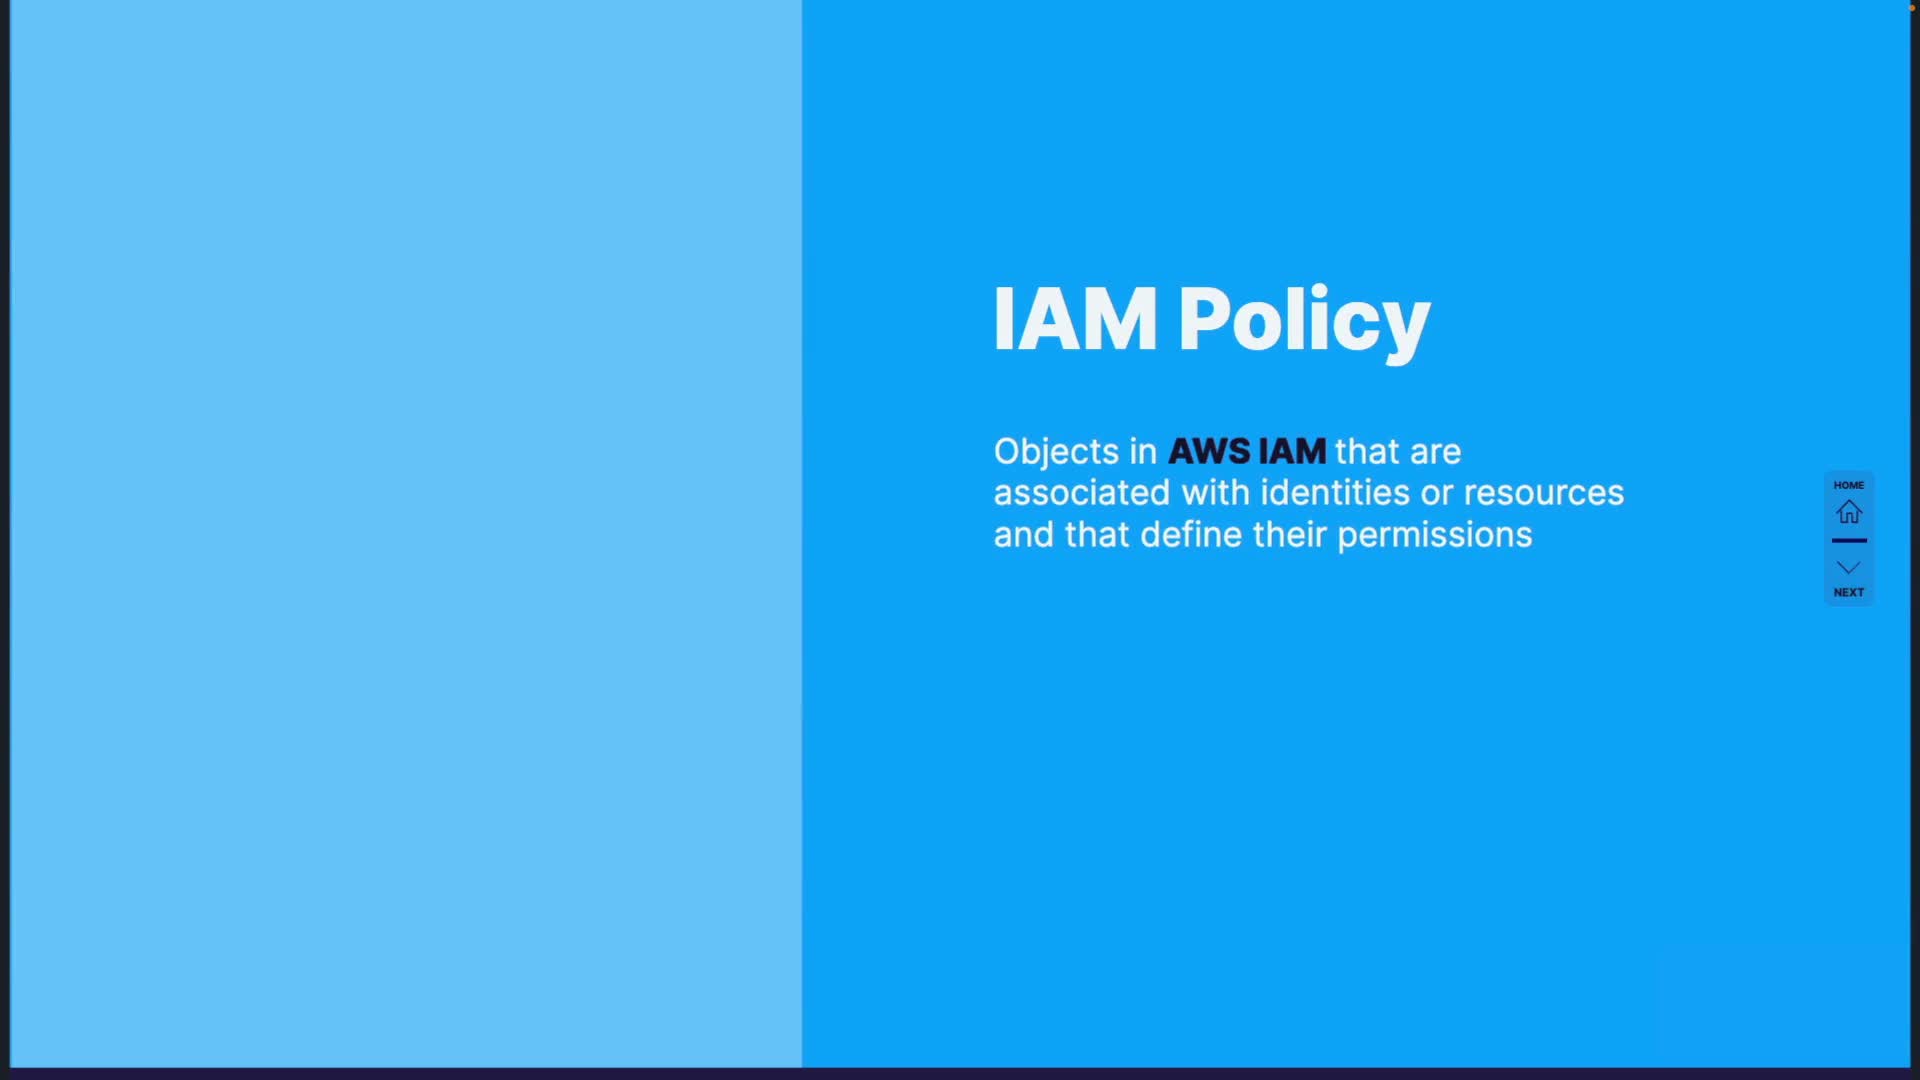 IAM Policy
Objects in AWS IAM that are
associated with identities or resources
and that define their permissions
HOME
NEXT